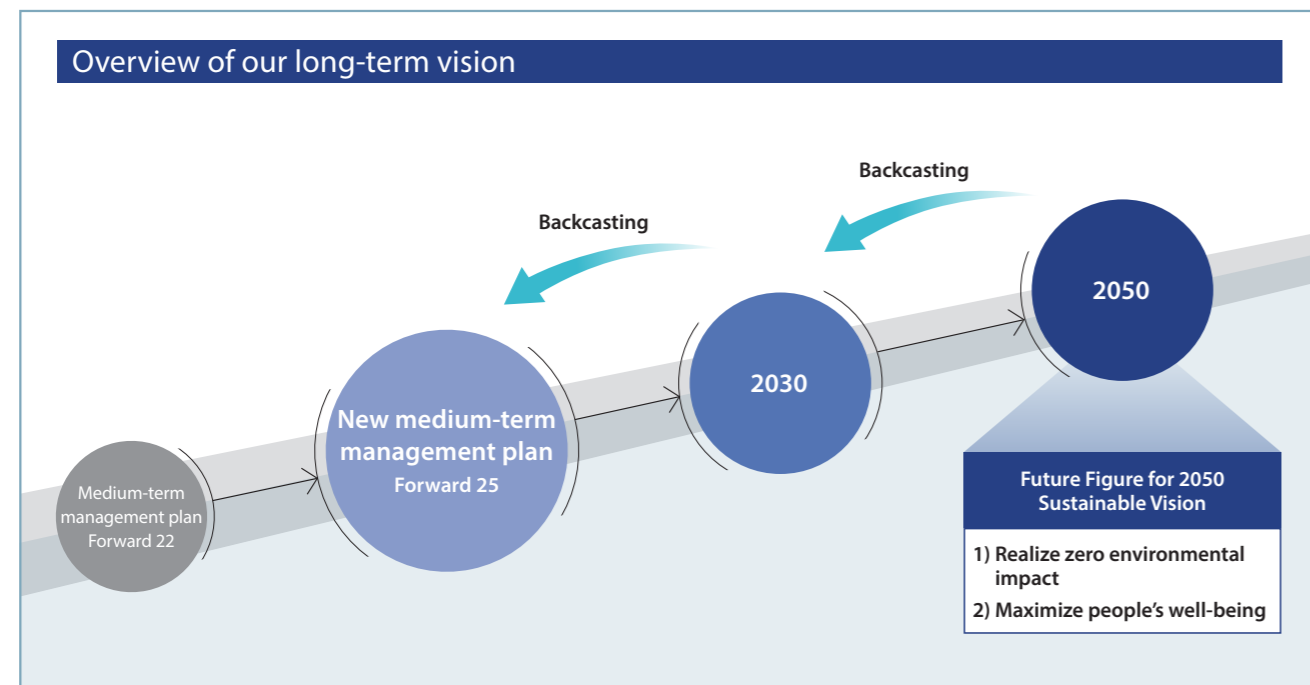 Overview of our long-term vision
Backcasting
Backcasting
2050
2030
New medium-term
management plan
Forward 25
Medium-term
management plan
Forward 22
Future Figure for 2050
Sustainable Vision
1) Realize zero environmental
impact
2) Maximize people’s well-being